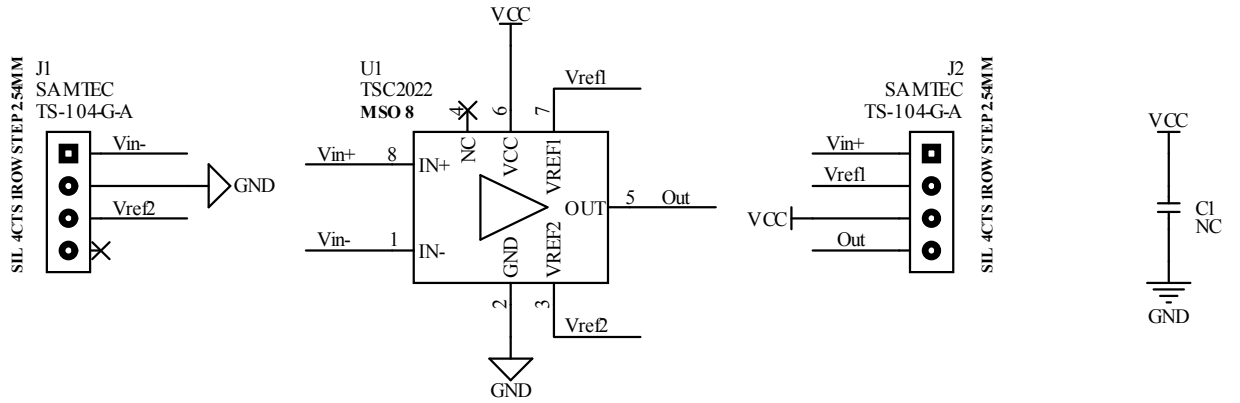 SIL 4CTS 1ROW STEP 2.54MM
J1
SAMTEC
TS-104-G-A
Vin-
GND
Vref2
VCC
U1
TSC2022
MSO 8
4
6
7
Vref1
NC
VCC
VREF1
Vin+
8
IN+
OUT
5
Out
Vin-
1
IN-
GND
VREF2
2
3
Vref2
GND
J2
SAMTEC
TS-104-G-A
Vin+
Vref1
VCC
Out
SIL 4CTS 1ROW STEP 2.54MM
VCC
C1
NC
GND